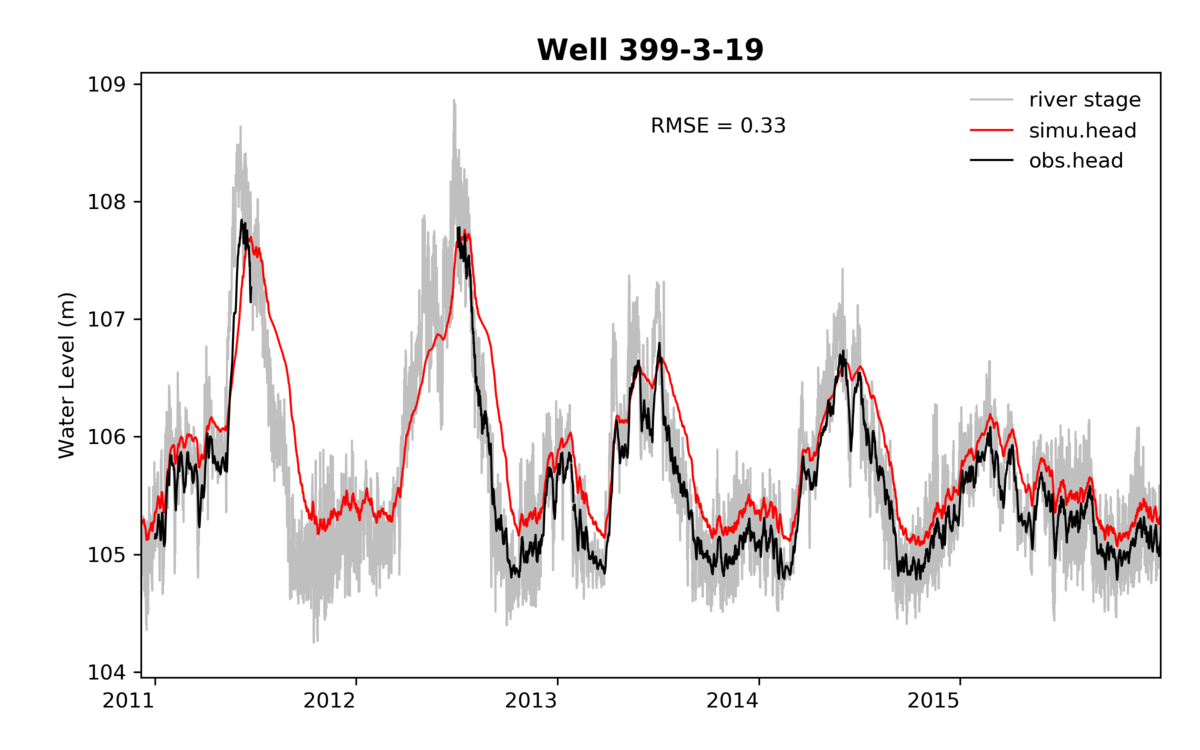 Well 399-3-19
109
108
107
106
105
104
Water Level (m)
RMSE = 0.33
river stage
simu.head
obs.head
2011
2012
2013
2014
2015